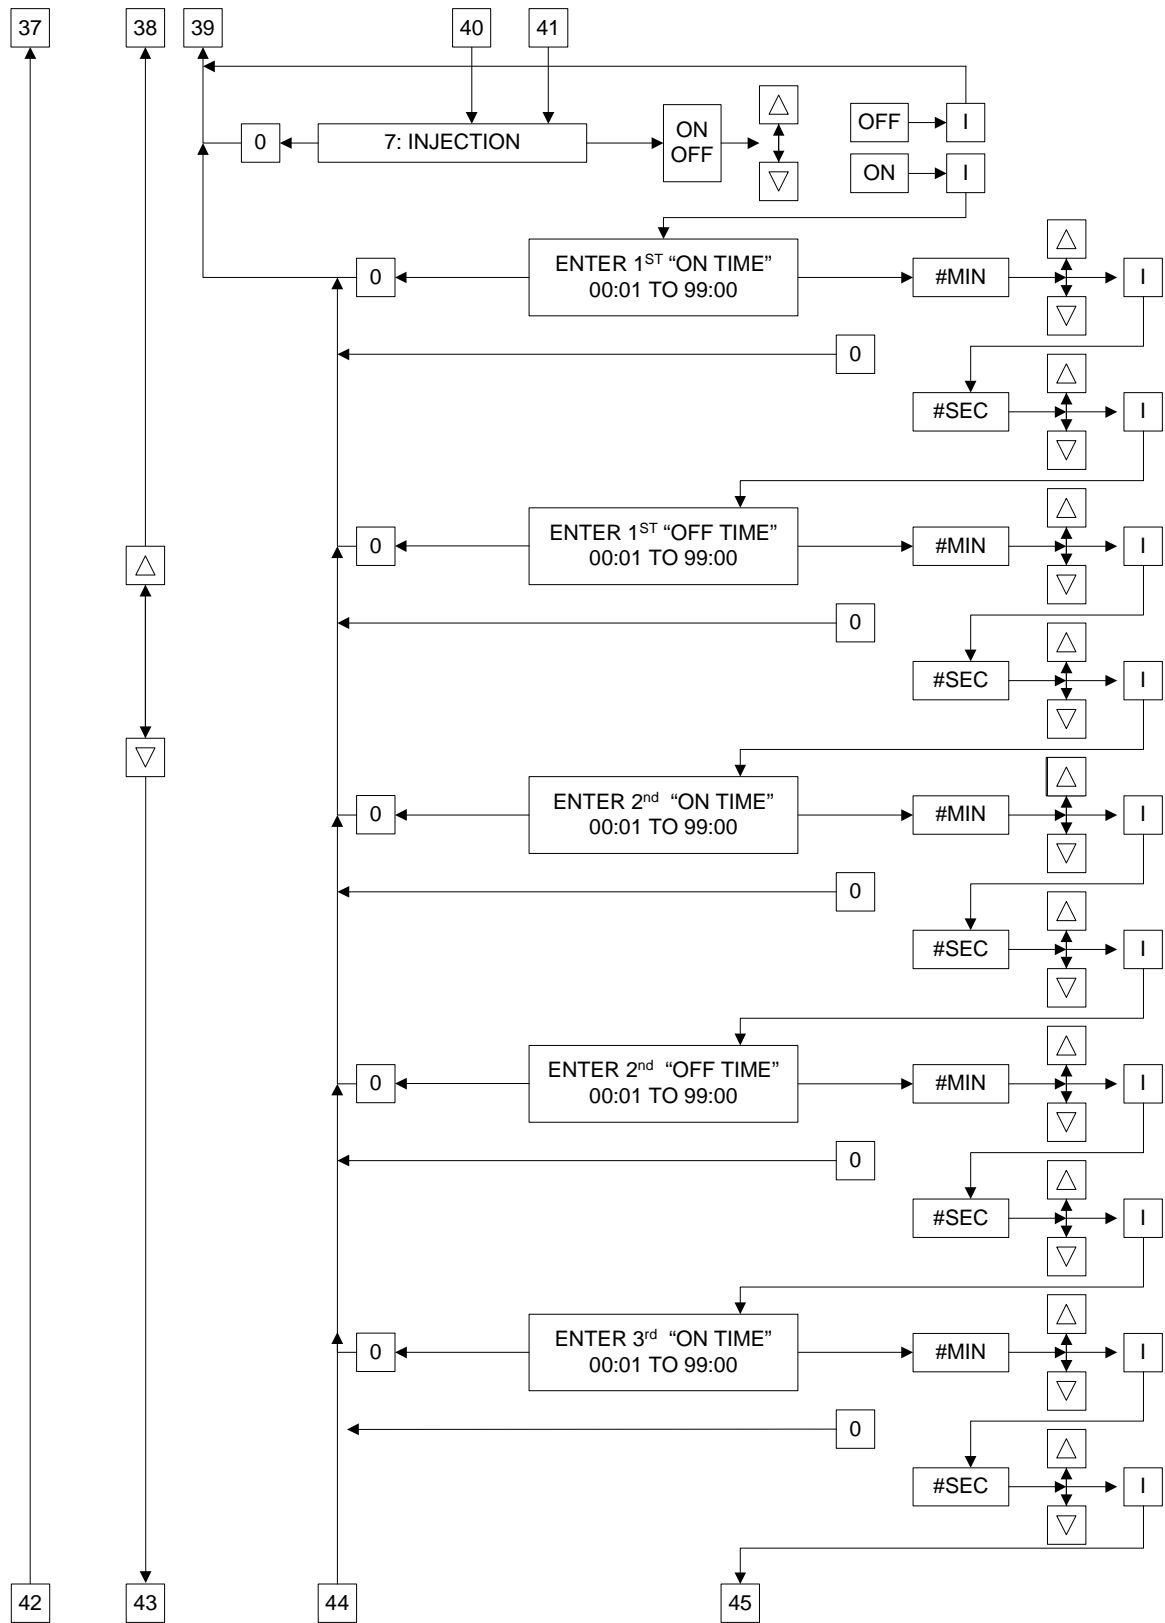 37
38
39
40
41
0
7: INJECTION
ON
OFF
△
▽
OFF
I
ON
I
0
ENTER 1ST “ON TIME”
00:01 TO 99:00
#MIN
△
▽
I
0
#SEC
△
▽
I
0
ENTER 1ST “OFF TIME”
00:01 TO 99:00
#MIN
△
▽
I
△
0
#SEC
△
▽
I
▽
0
ENTER 2nd “ON TIME”
00:01 TO 99:00
#MIN
△
▽
I
0
#SEC
△
▽
I
0
ENTER 2nd “OFF TIME”
00:01 TO 99:00
#MIN
△
▽
I
0
#SEC
△
▽
I
0
ENTER 3rd “ON TIME”
00:01 TO 99:00
#MIN
△
▽
I
0
#SEC
△
▽
I
42
43
44
45